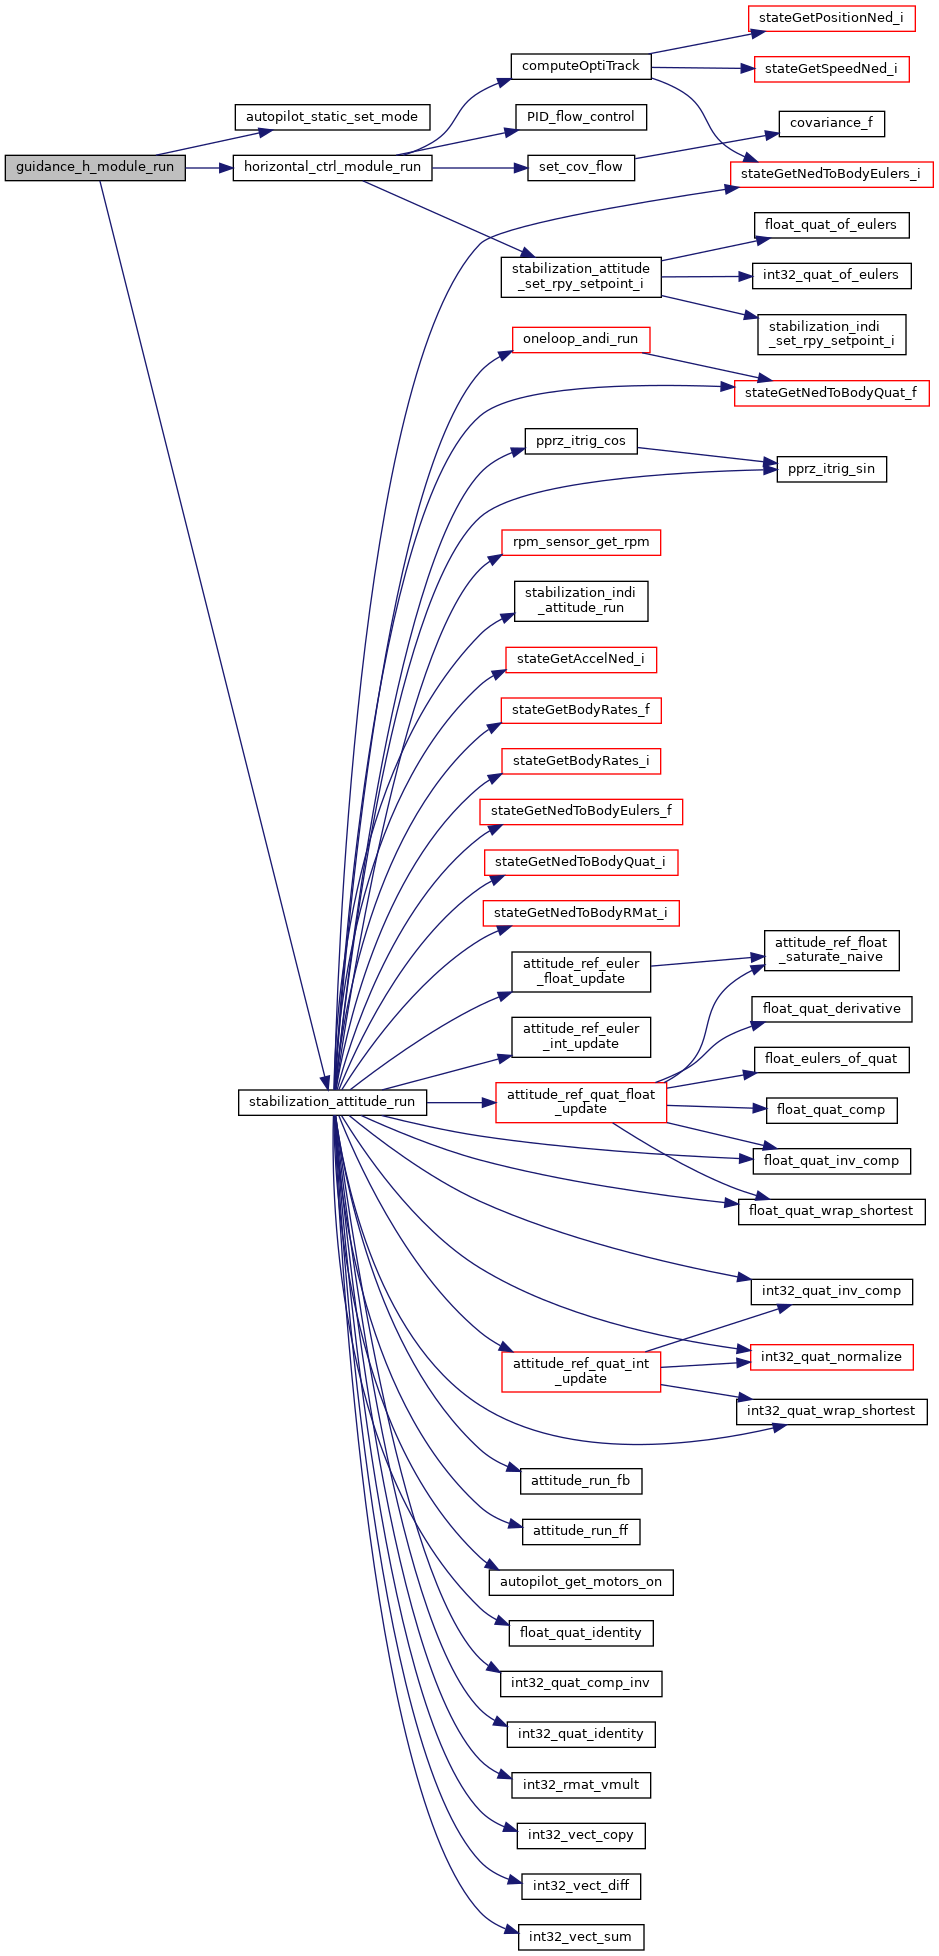 stateGetPositionNed_i
computeOptiTrack
stateGetSpeedNed_i
autopilot_static_set_mode
PID_flow_control
covariance_f
guidance_h_module_run
horizontal_ctrl_module_run
set_cov_flow
stateGetNedToBodyEulers_i
float_quat_of_eulers
stabilization_attitude
_set_rpy_setpoint_i
int32_quat_of_eulers
stabilization_indi
_set_rpy_setpoint_i
oneloop_andi_run
stateGetNedToBodyQuat_f
pprz_itrig_cos
pprz_itrig_sin
rpm_sensor_get_rpm
stabilization_indi
_attitude_run
stateGetAccelNed_i
stateGetBodyRates_f
stateGetBodyRates_i
stateGetNedToBodyEulers_f
stateGetNedToBodyQuat_i
stateGetNedToBodyRMat_i
attitude_ref_float
_saturate_naive
attitude_ref_euler
_float_update
float_quat_derivative
attitude_ref_euler
_int_update
float_eulers_of_quat
stabilization_attitude_run
attitude_ref_quat_float
_update
float_quat_comp
float_quat_inv_comp
float_quat_wrap_shortest
int32_quat_inv_comp
int32_quat_normalize
attitude_ref_quat_int
_update
int32_quat_wrap_shortest
attitude_run_fb
attitude_run_ff
autopilot_get_motors_on
float_quat_identity
int32_quat_comp_inv
int32_quat_identity
int32_rmat_vmult
int32_vect_copy
int32_vect_diff
int32_vect_sum